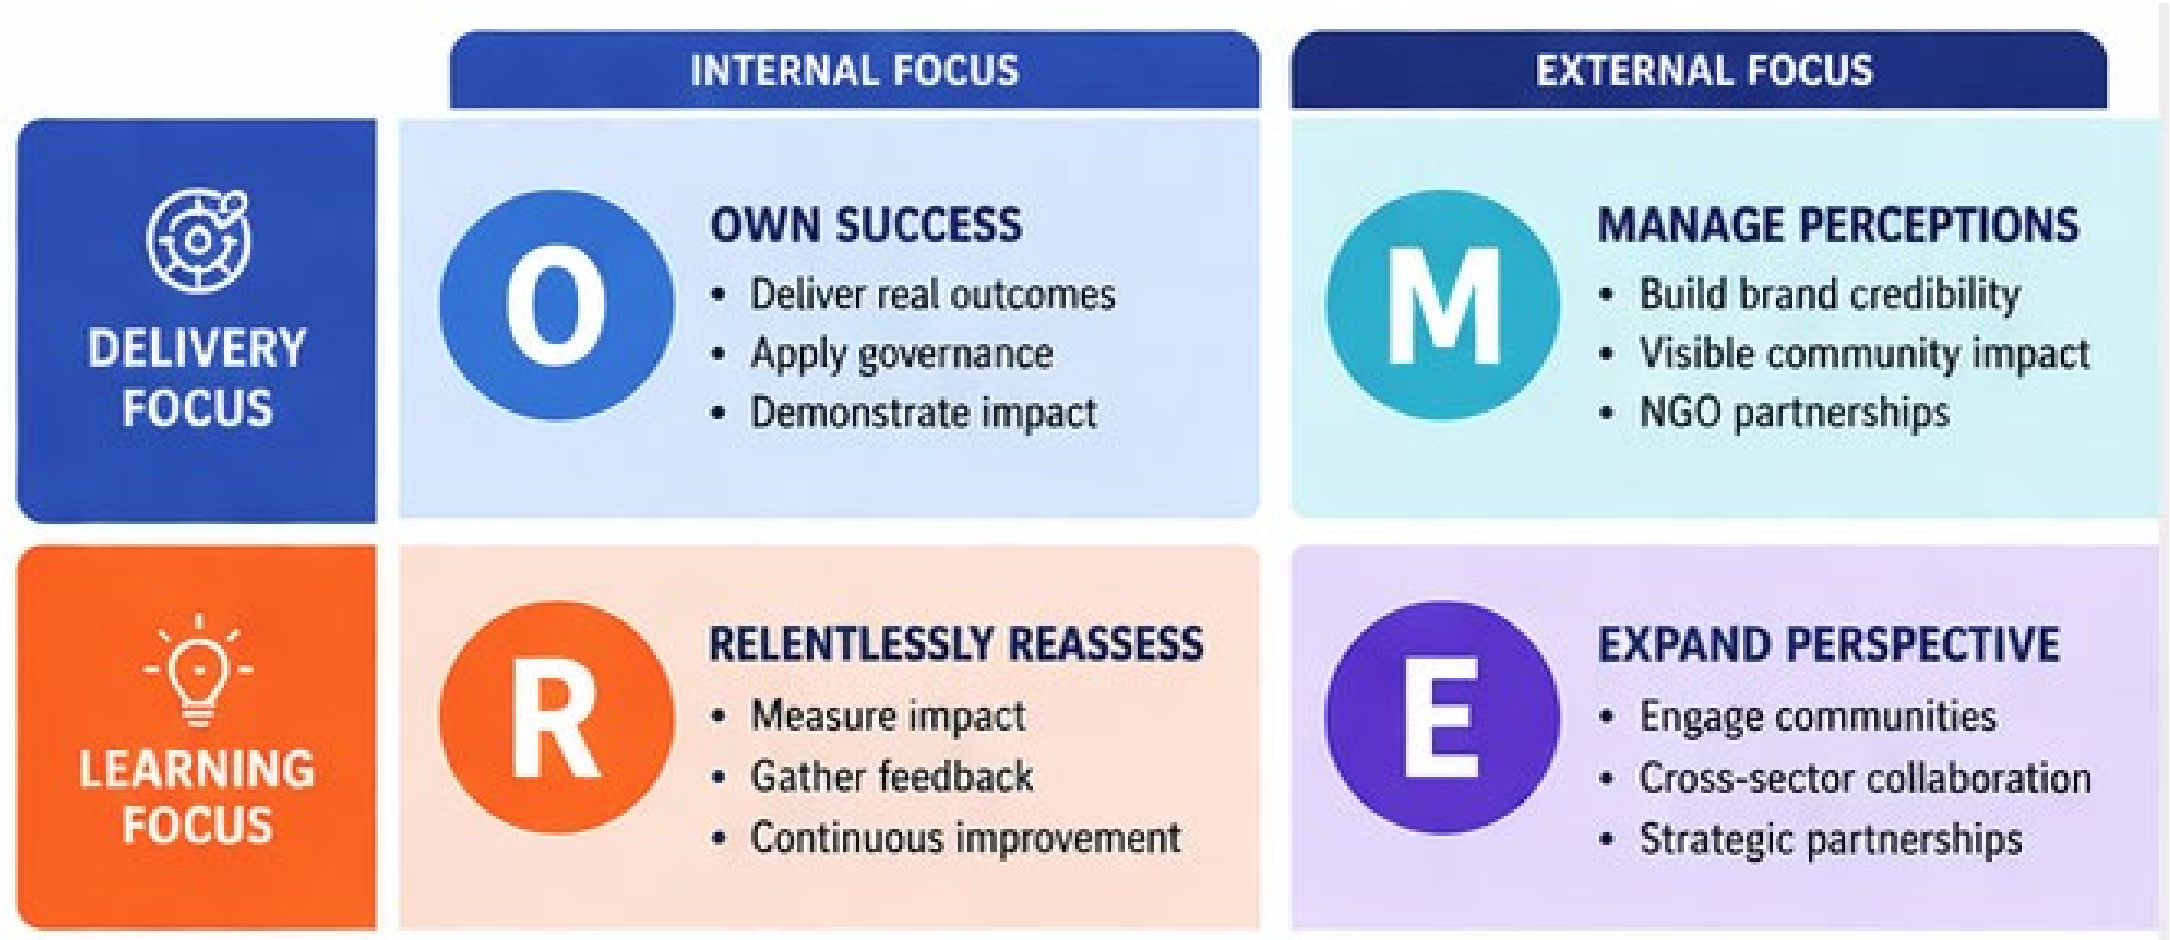 INTERNAL FOCUS
EXTERNAL FOCUS
DELIVERY
FOCUS
O
OWN SUCCESS
• Deliver real outcomes
• Apply governance
• Demonstrate impact
M
MANAGE PERCEPTIONS
• Build brand credibility
• Visible community impact
• NGO partnerships
LEARNING
FOCUS
R
RELENTLESSLY REASSESS
• Measure impact
• Gather feedback
• Continuous improvement
E
EXPAND PERSPECTIVE
• Engage communities
• Cross-sector collaboration
• Strategic partnerships